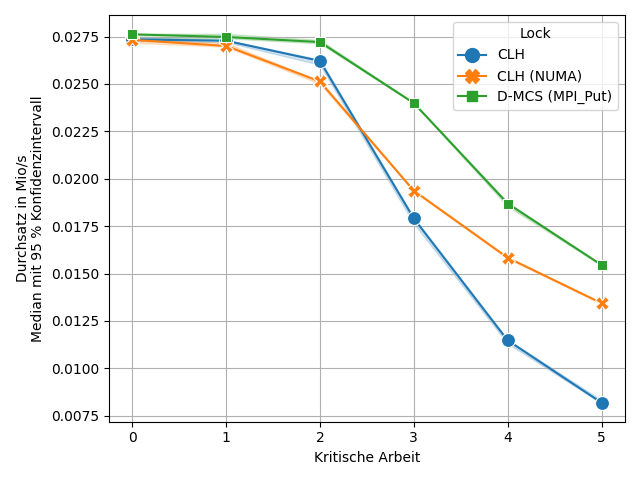 0.0275
0.0250
0.0225
0.0200
0.0175
0.0150
0.0125
0.0100
0.0075
Durchsatz in Mio/s
Median mit 95 % Konfidenzintervall
Lock
CLH
CLH (NUMA)
D-MCS (MPI_Put)
0 1 2 3 4 5
Kritische Arbeit